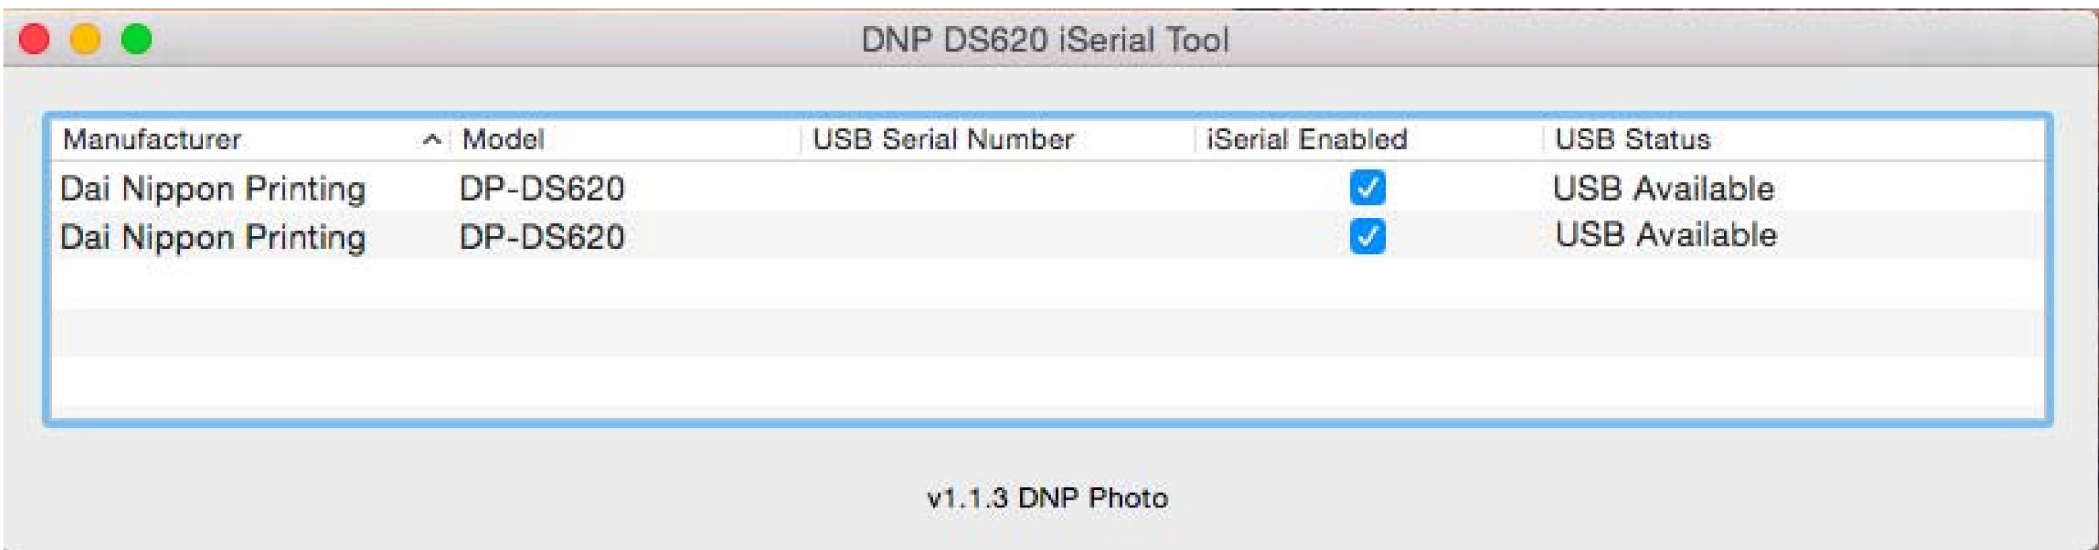 DNP DS620 iSerial Tool
Manufacturer Model USB Serial Number iSerial Enabled USB Status
Dai Nippon Printing DP-DS620 USB Available
Dai Nippon Printing DP-DS620 USB Available
v1.1.3 DNP Photo